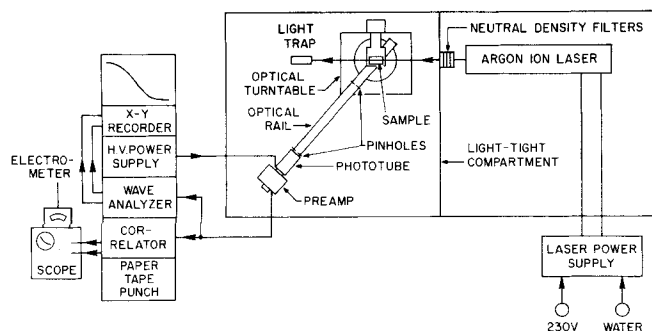 LIGHT
TRAP
OPTICAL
TURNTABLE
OPTICAL
RAIL
SAMPLE
PINHOLES
PHOTOTUBE
PREAMP
NEUTRAL DENSITY FILTERS
ARGON ION LASER
LIGHT-TIGHT
COMPARTMENT
LASER POWER
SUPPLY
230V
WATER
X-Y
RECORDER
H.V. POWER
SUPPLY
WAVE
ANALYZER
COR-
RELATOR
PAPER
TAPE
PUNCH
ELECTRO-
METER
SCOPE